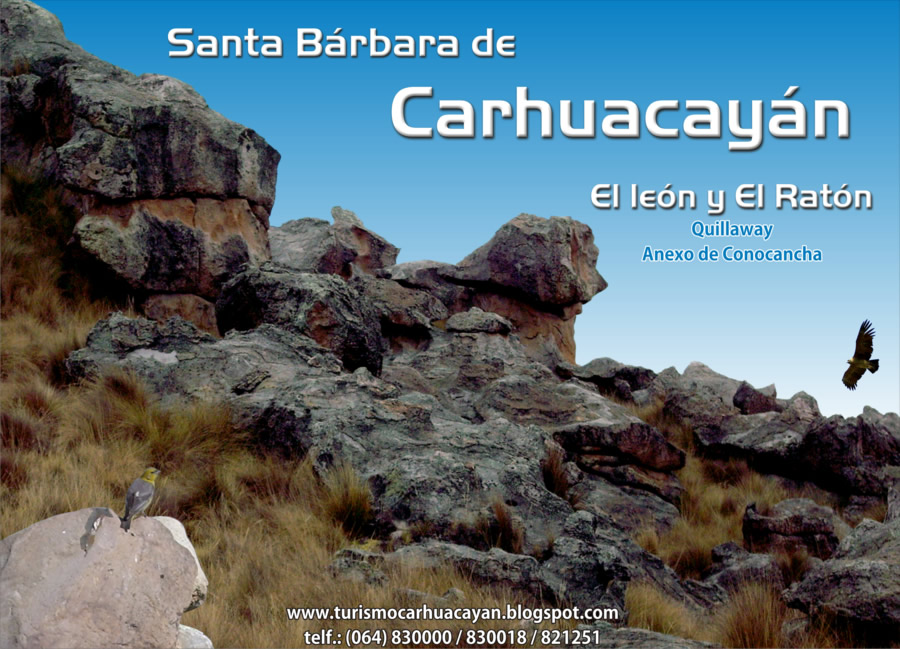 Santa Bárbara de
Carhuacayán
El león y El Ratón
Quillaway
Anexo de Conocancha
www.turismocarhuacayan.blogspot.com
telf.: (064) 830000 / 830018 / 821251